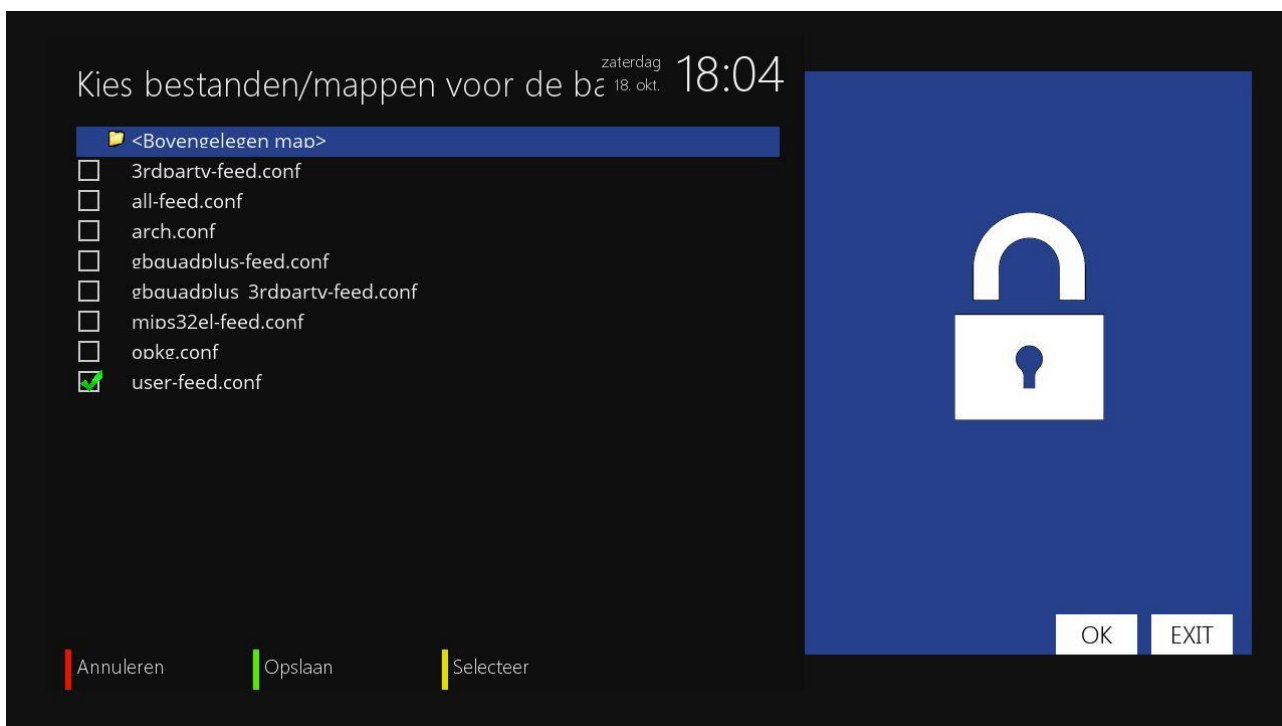 Kies bestanden/mappen voor de ba
zaterdag
18. okt.
18:04
<Bovengelegen map>
3rdparty-feed.conf
all-feed.conf
arch.conf
gbquadplus-feed.conf
gbquadplus_3rdparty-feed.conf
mips32el-feed.conf
opkg.conf
user-feed.conf
OK
EXIT
Annuleren
Opslaan
Selecteer